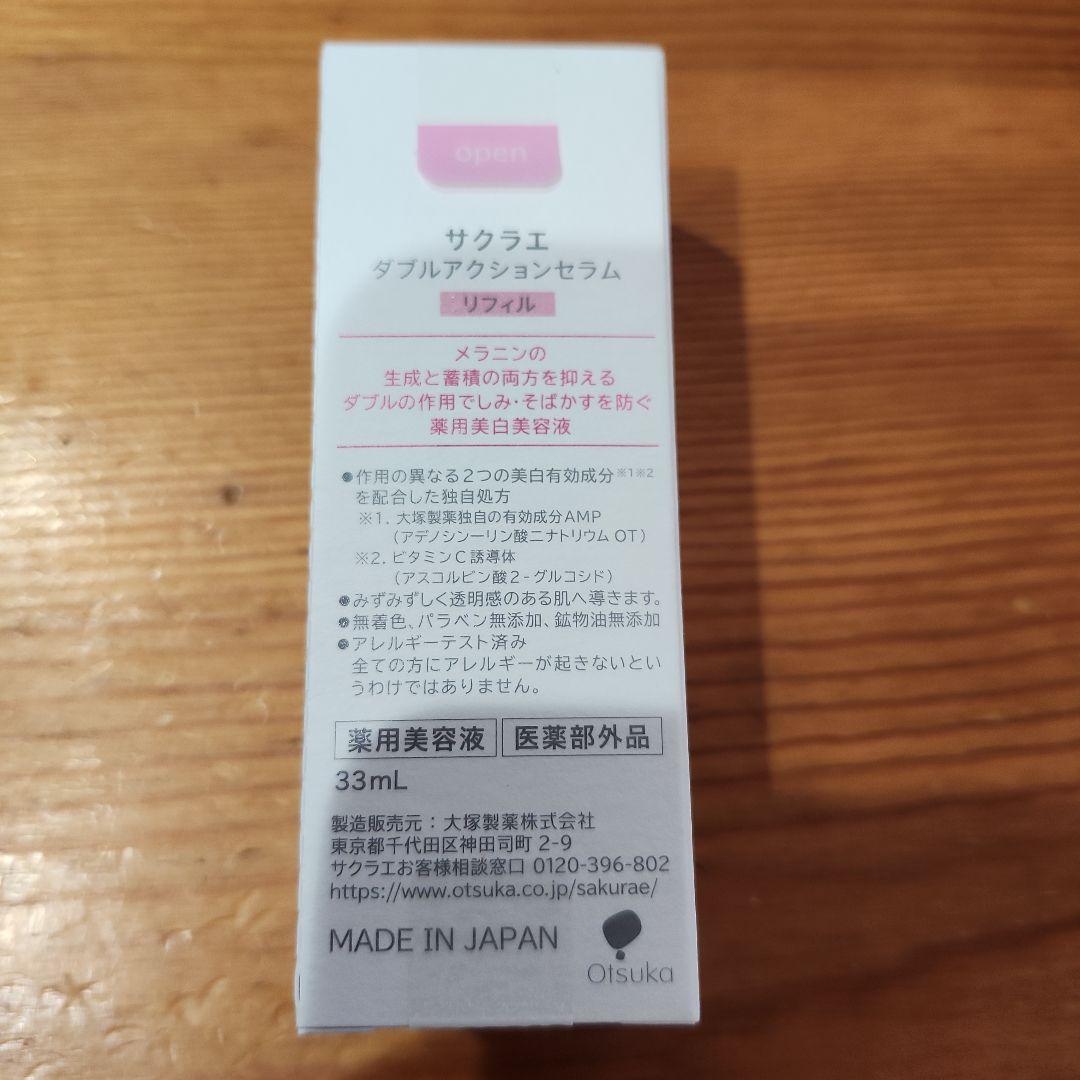 open
サクラエ
ダブルアクションセラム
リフィル
メラニンの
生成と蓄積の両方を抑える
ダブルの作用でしみ・そばかすを防ぐ
薬用美白美容液
●作用の異なる2つの美白有効成分※1※2
を配合した独自処方
※1. 大塚製薬独自の有効成分AMP
(アデノシン一リン酸二ナトリウム OT)
※2. ビタミンC誘導体
(アスコルビン酸2-グルコシド)
●みずみずしく透明感のある肌へ導きます。
●無着色、パラベン無添加、鉱物油無添加
●アレルギーテスト済み
全ての方にアレルギーが起きないとい
うわけではありません。
薬用美容液 医薬部外品
33mL
製造販売元：大塚製薬株式会社
東京都千代田区神田司町 2-9
サクラエお客様相談窓口 0120-396-802
https://www.otsuka.co.jp/sakurae/
MADE IN JAPAN
Otsuka